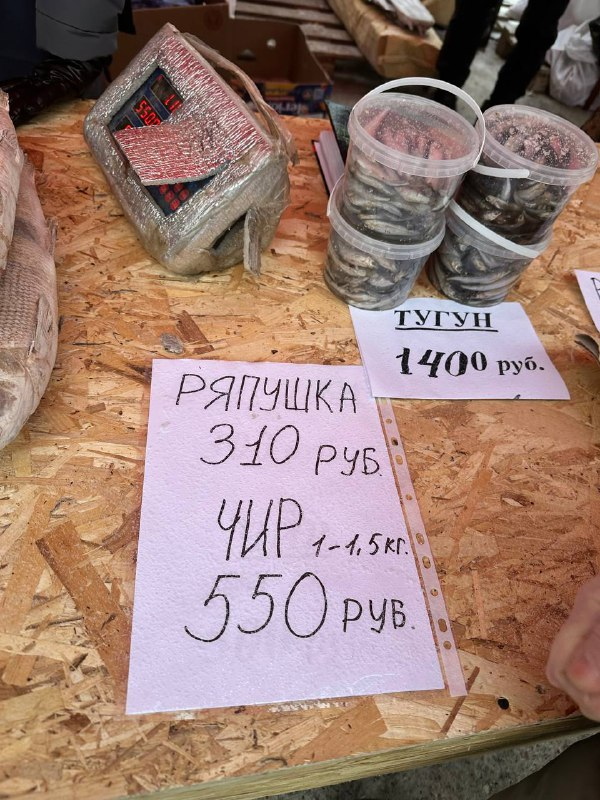 ТУГУН
1400 руб.
РЯПУШКА
310 РУБ.
ЧИР 1-1,5 кг.
550 РУБ.